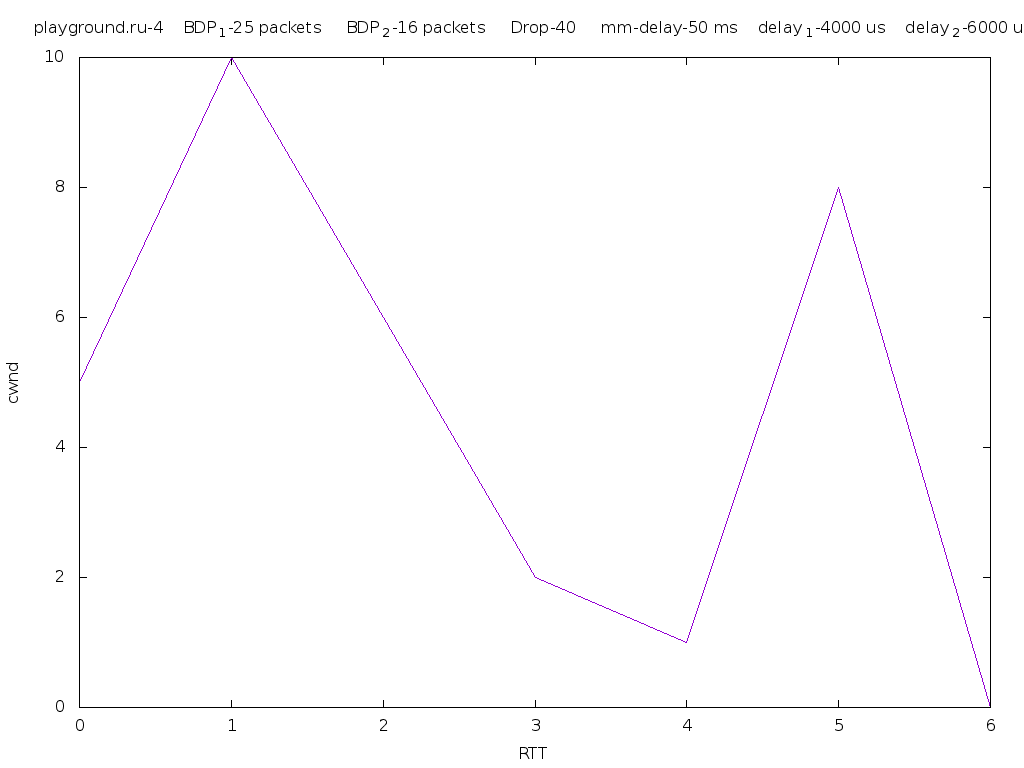 playground.ru-4 BDP1-25 packets BDP2-16 packets Drop-40 mm-delay-50 ms delay1-4000 us delay2-6000 u
10
8
6
4
2
0
cwnd
0 1 2 3 4 5 6
RTT